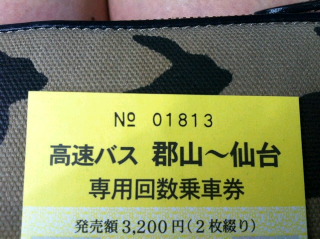 № 01813
高速バス 郡山～仙台
専用回数乗車券
発売額 3,200円(2枚綴り)